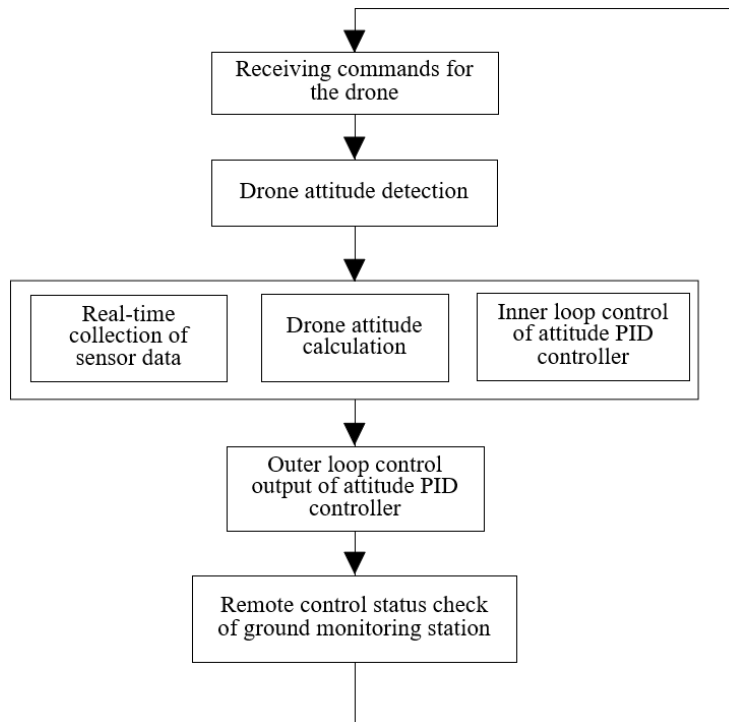 Receiving commands for
the drone
Drone attitude detection
Real-time
collection of
sensor data
Drone attitude
calculation
Inner loop control
of attitude PID
controller
Outer loop control
output of attitude PID
controller
Remote control status check
of ground monitoring station